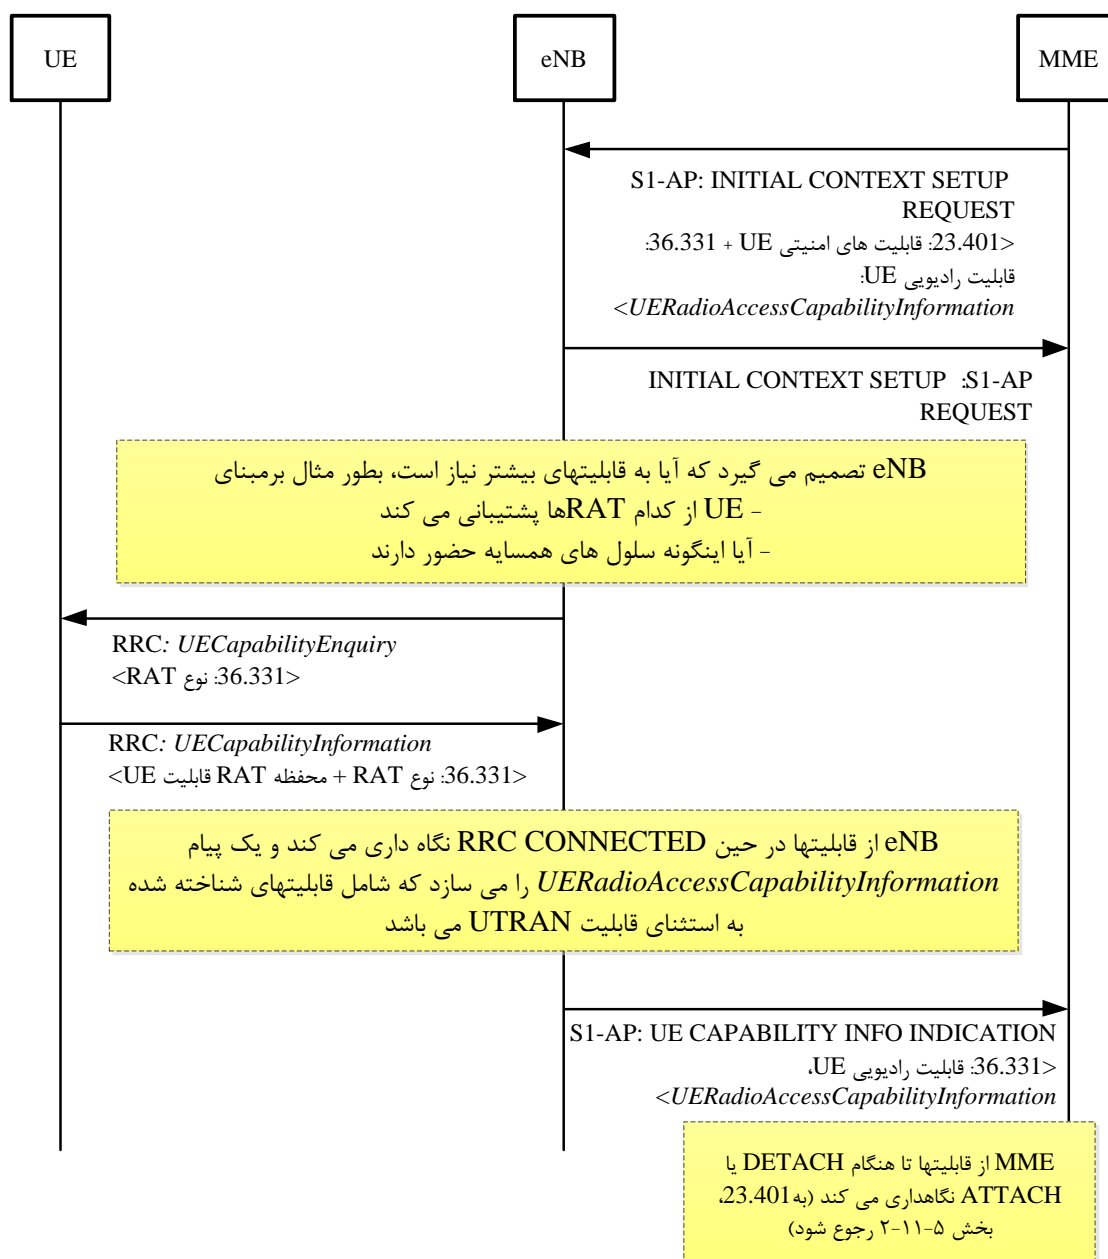 UE
eNB
MME
S1-AP: INITIAL CONTEXT SETUP
REQUEST
<23.401: قابلیت های امنیتی UE + 36.331:
قابلیت رادیویی UE:
<UERadioAccessCapabilityInformation
INITIAL CONTEXT SETUP :S1-AP
REQUEST
eNB تصمیم می گیرد که آیا به قابلیتهای بیشتر نیاز است، بطور مثال برمبنای
- UE از کدام RATها پشتیبانی می کند
- آیا اینگونه سلول های همسایه حضور دارند
RRC: UECapabilityEnquiry
<36.331: نوع RAT>
RRC: UECapabilityInformation
<36.331: نوع RAT + محفظه RAT قابلیت UE>
eNB از قابلیتها در حین RRC CONNECTED نگاه داری می کند و یک پیام
UERadioAccessCapabilityInformation را می سازد که شامل قابلیتهای شناخته شده
به استثنای قابلیت UTRAN می باشد
S1-AP: UE CAPABILITY INFO INDICATION
<36.331: قابلیت رادیویی UE،
<UERadioAccessCapabilityInformation
MME از قابلیتها تا هنگام DETACH یا
ATTACH نگاهداری می کند (به 23.401،
بخش ۵-۱۱-۲ رجوع شود)